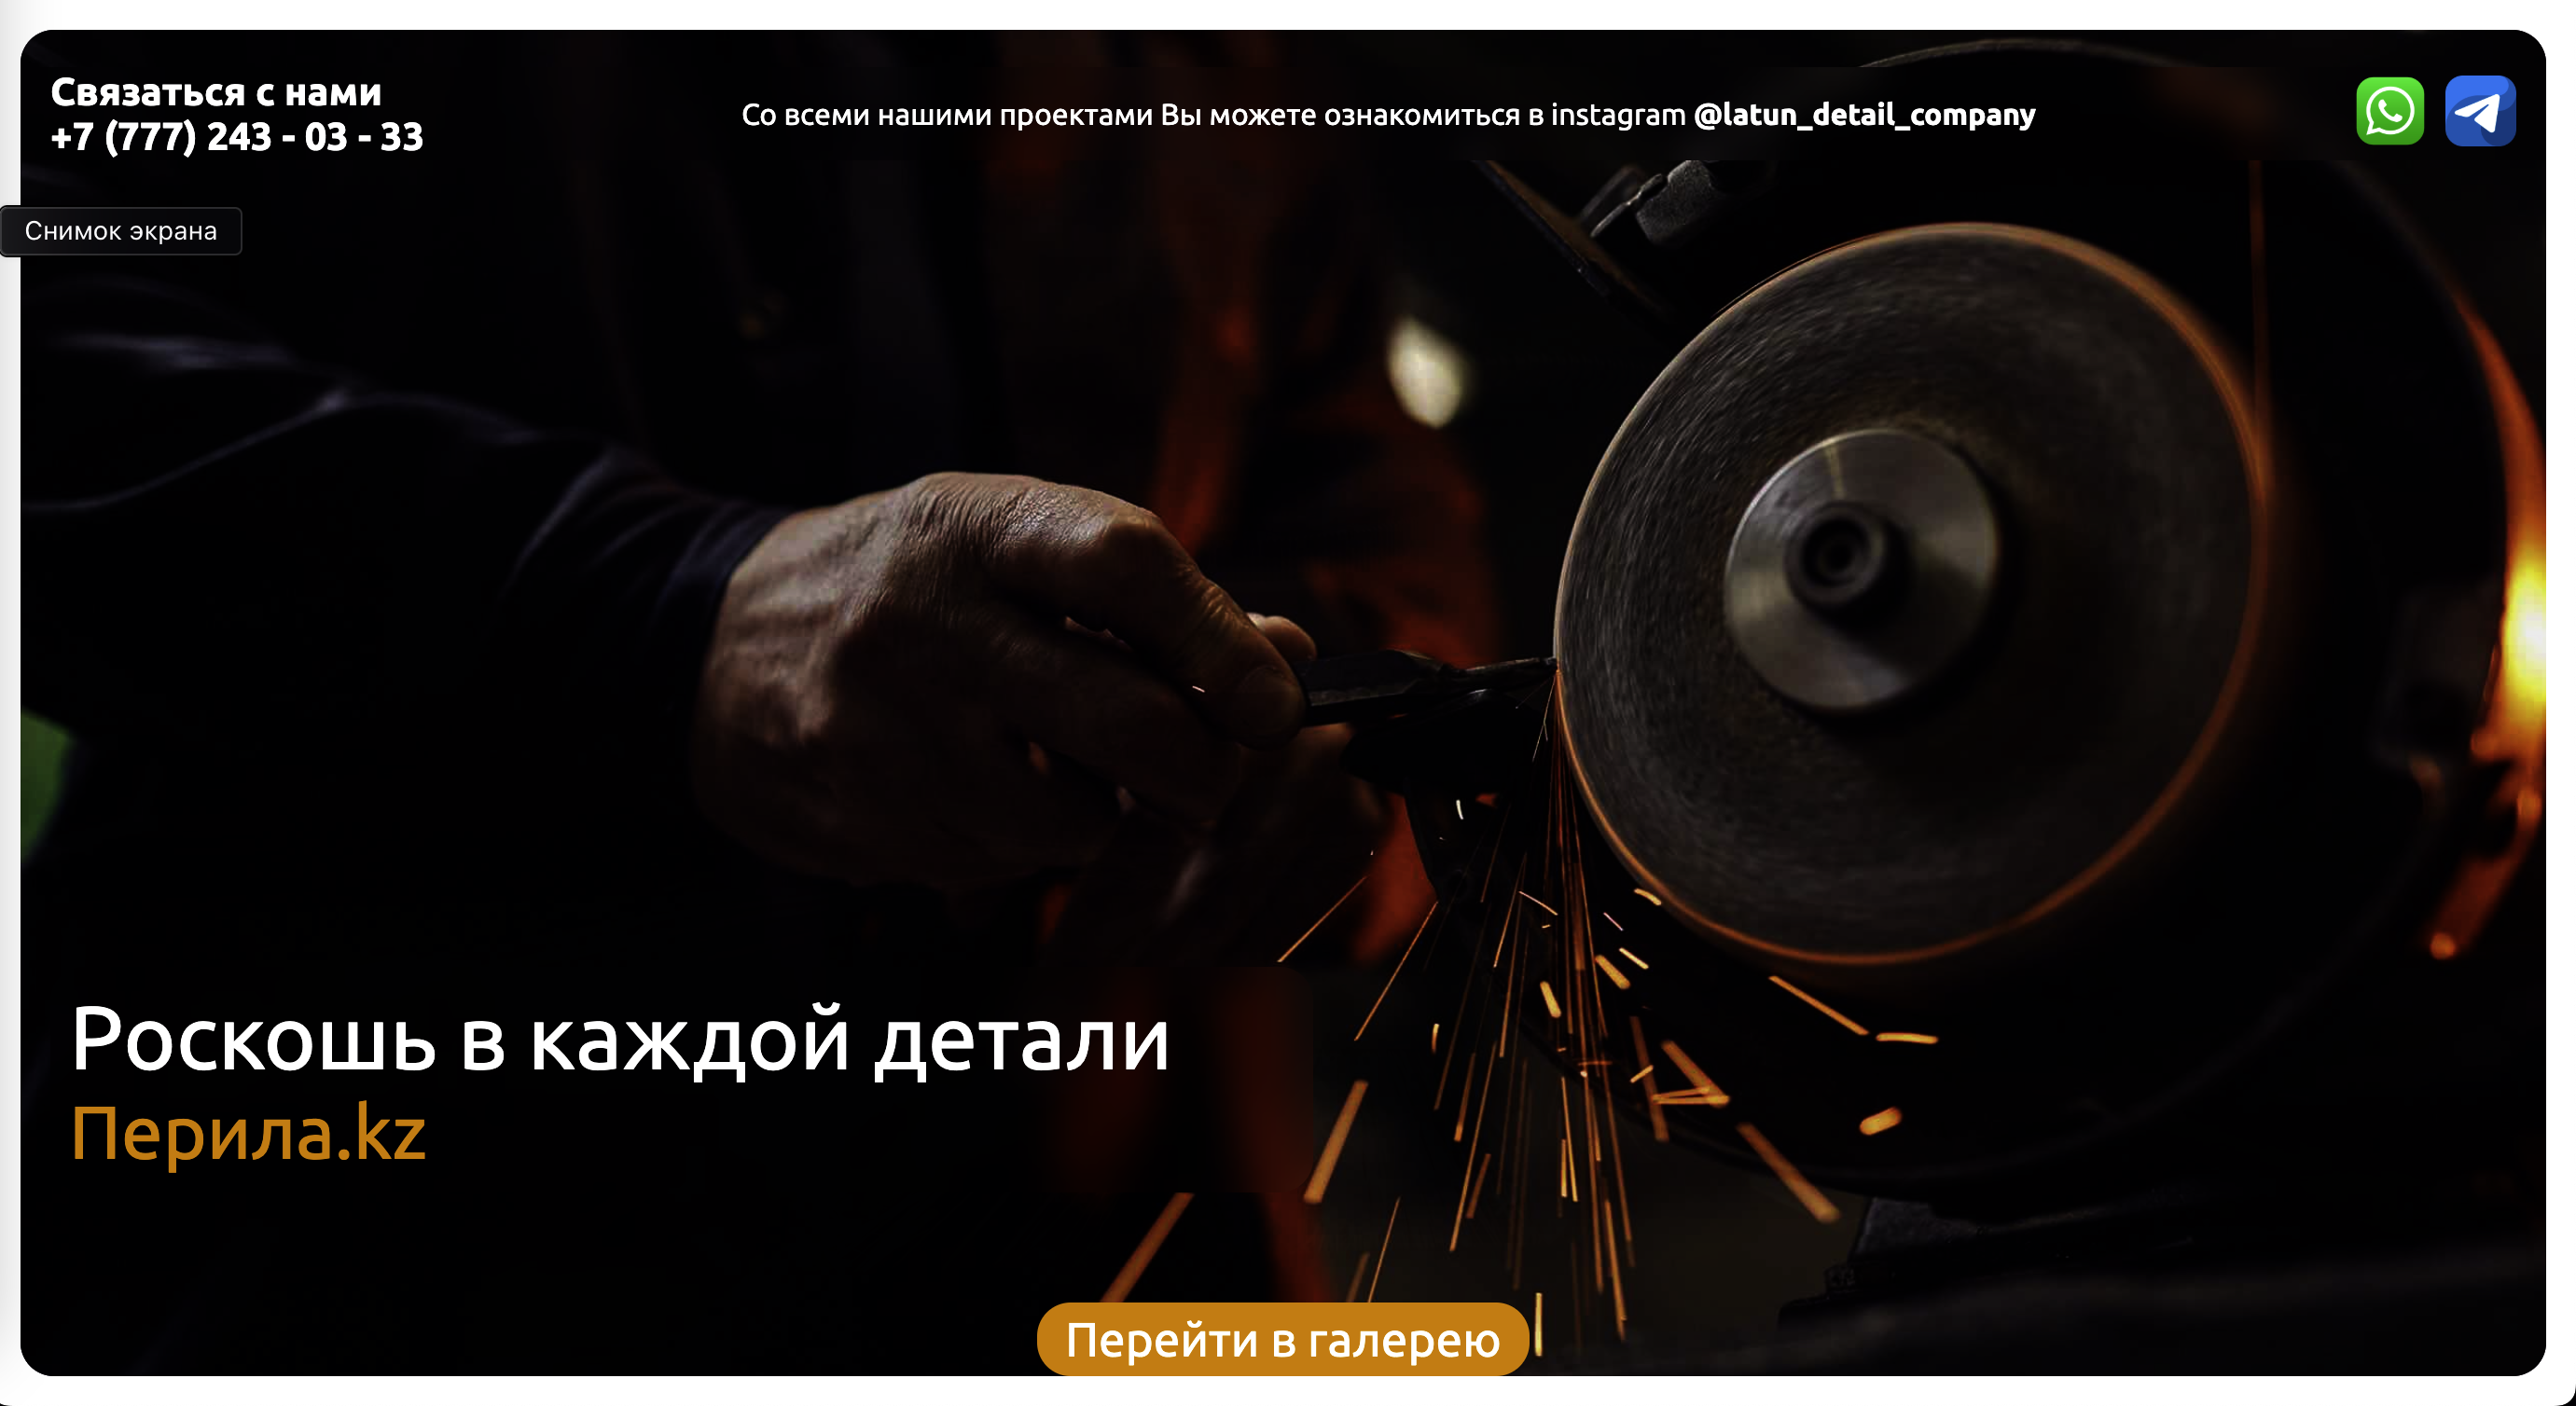 Связаться с нами
+7 (777) 243 - 03 - 33
Со всеми нашими проектами Вы можете ознакомиться в instagram @latun_detail_company
Снимок экрана
Роскошь в каждой детали
Перила.kz
Перейти в галерею